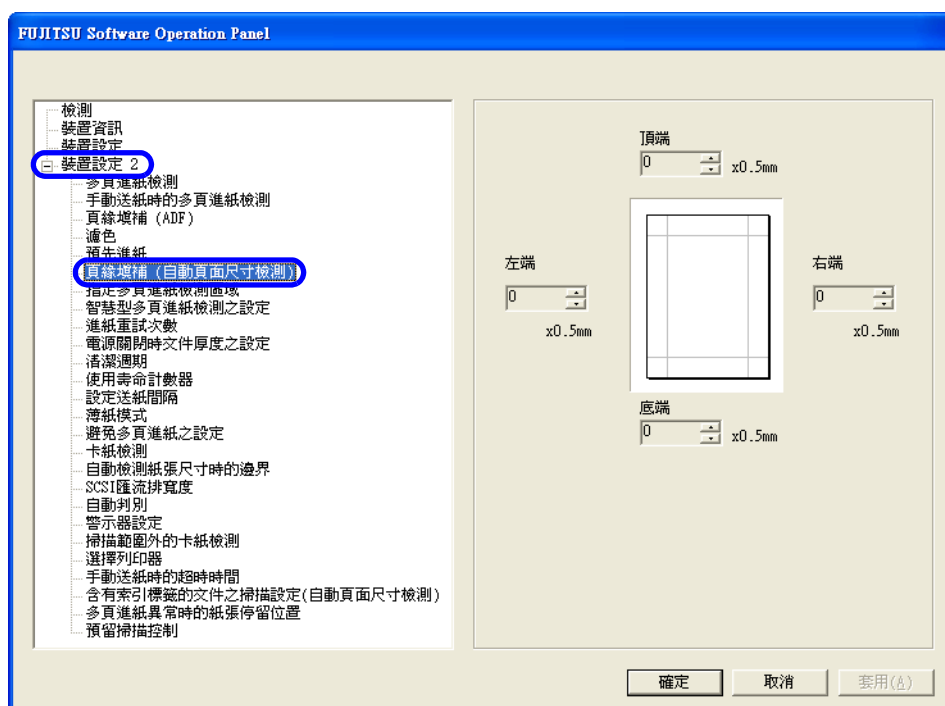 FUJITSU Software Operation Panel
檢測
裝置資訊
裝置設定
裝置設定 2
多頁進紙檢測
手動送紙時的多頁進紙檢測
頁緣填補 (ADF)
濾色
預先進紙
頁緣填補 (自動頁面尺寸檢測)
指定多頁進紙檢測區域
智慧型多頁進紙檢測之設定
進紙重試次數
電源關閉時文件厚度之設定
清潔週期
使用壽命計數器
設定送紙間隔
薄紙模式
避免多頁進紙之設定
卡紙檢測
自動檢測紙張尺寸時的邊界
SCSI匯流排寬度
自動判別
警示器設定
掃描範圍外的卡紙檢測
選擇列印器
手動送紙時的超時時間
含有索引標籤的文件之掃描設定(自動頁面尺寸檢測)
多頁進紙異常時的紙張停留位置
預留掃描控制
頂端
0 x0.5mm
左端
0
x0.5mm
右端
0
x0.5mm
底端
0 x0.5mm
確定 取消 套用(A)